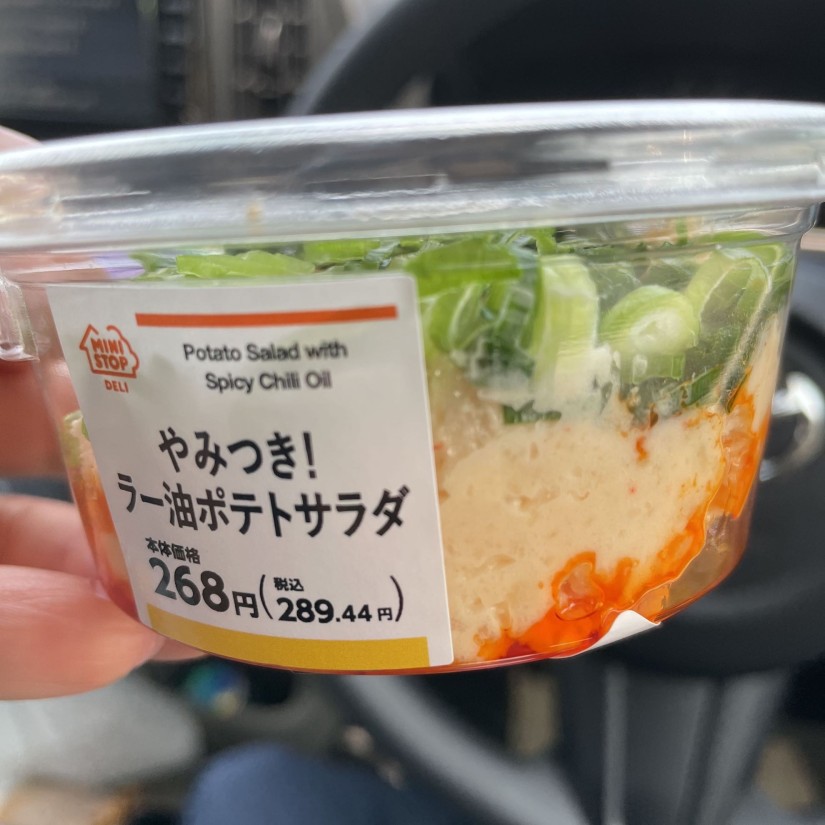 MINI
STOP
DELI
Potato Salad with
Spicy Chili Oil
やみつき!
ラー油ポテトサラダ
本体価格
268円(税込289.44円)